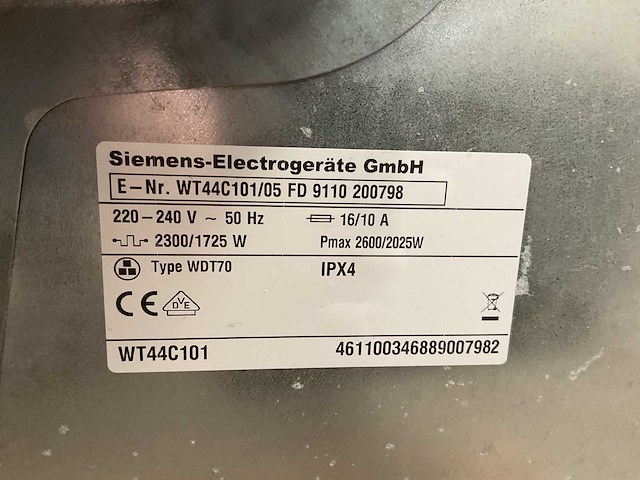 Siemens-Electrogeräte GmbH
E-Nr. WT44C101/05 FD 9110 200798
220-240 V ~ 50 Hz 16/10 A
2300/1725 W Pmax 2600/2025W
Type WDT70 IPX4
CE DVE
WT44C101 461100346889007982